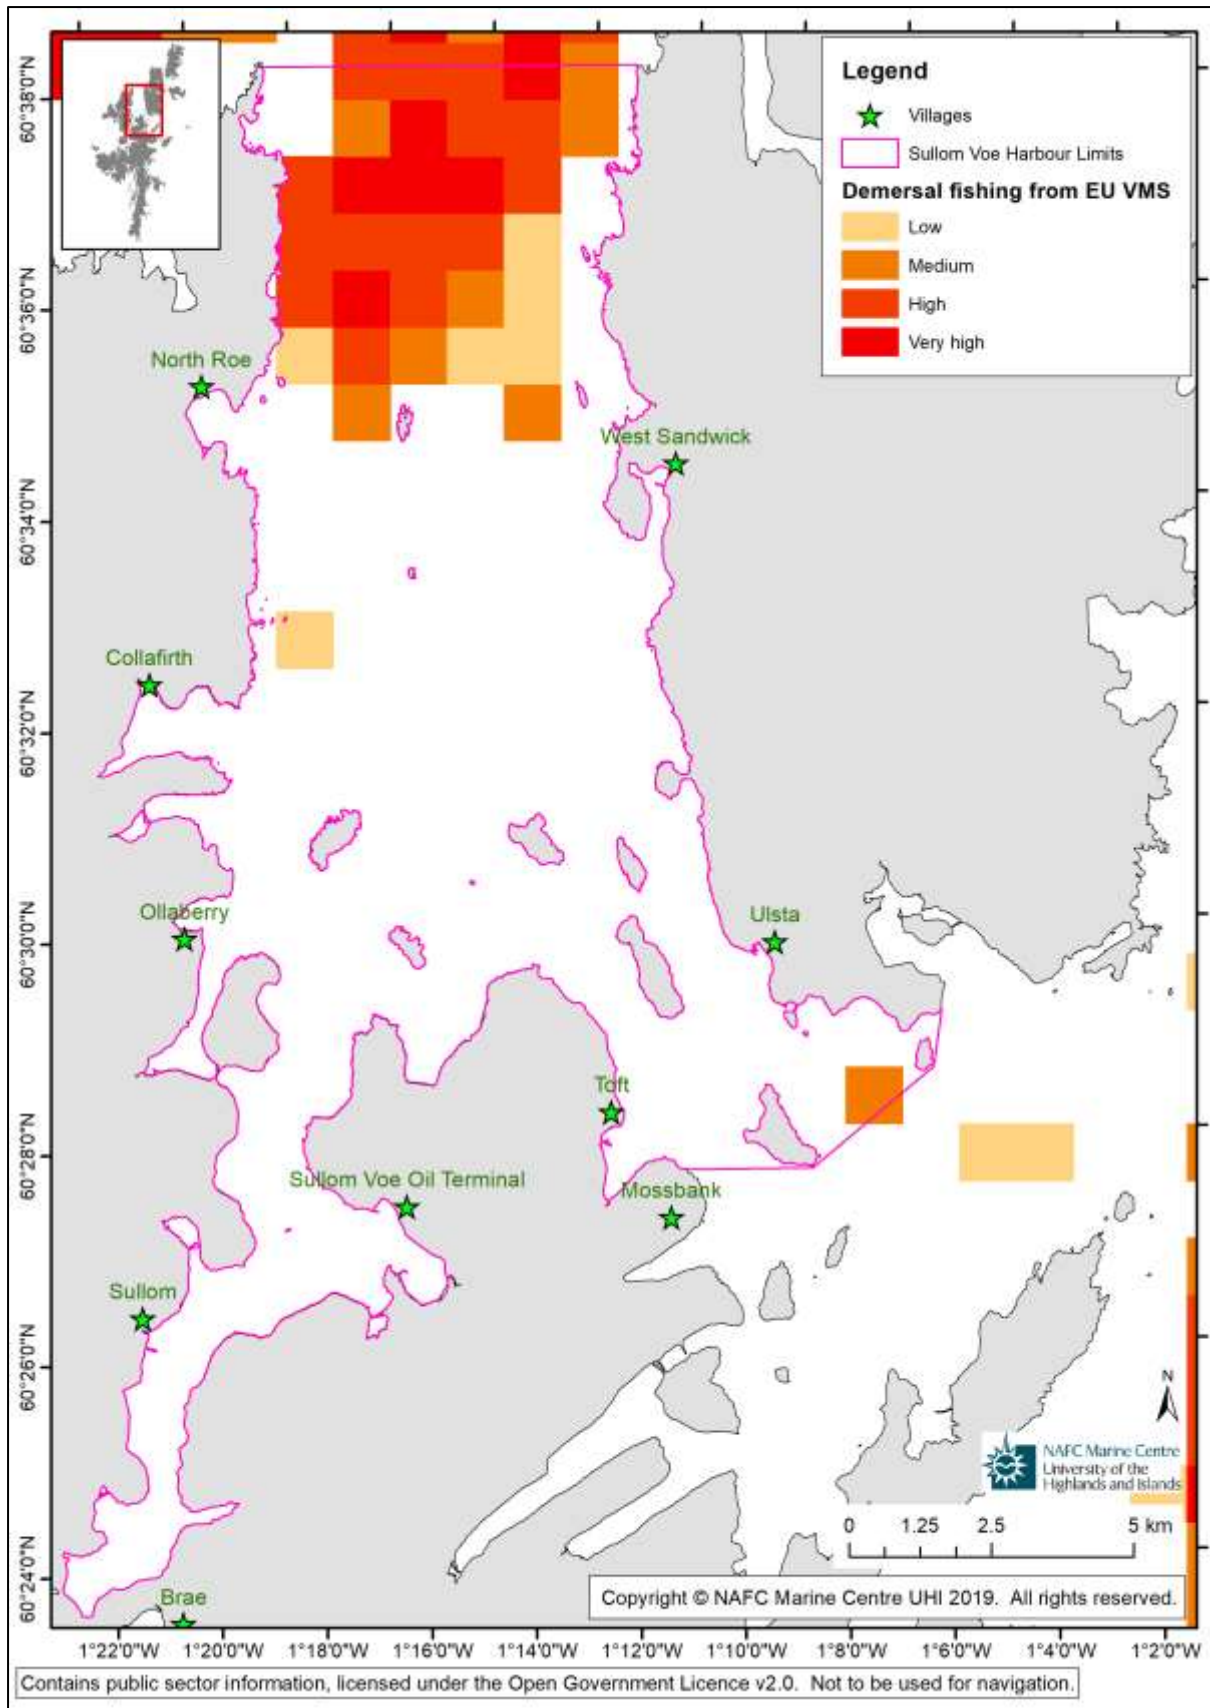 Legend
Villages
Sullom Voe Harbour Limits
Demersal fishing from EU VMS
Low
Medium
High
Very high
60°38'0"N
60°36'0"N
60°34'0"N
60°32'0"N
60°30'0"N
60°28'0"N
60°26'0"N
60°24'0"N
North Roe
West Sandwick
Collafirth
Ollaberry
Ulsta
Toft
Sullom Voe Oil Terminal
Mossbank
Sullom
Brae
N
NAFC Marine Centre
University of the
Highlands and Islands
0 1.25 2.5 5 km
Copyright © NAFC Marine Centre UHI 2019. All rights reserved.
1°22'0"W 1°20'0"W 1°18'0"W 1°16'0"W 1°14'0"W 1°12'0"W 1°10'0"W 1°8'0"W 1°6'0"W 1°4'0"W 1°2'0"W
Contains public sector information, licensed under the Open Government Licence v2.0. Not to be used for navigation.